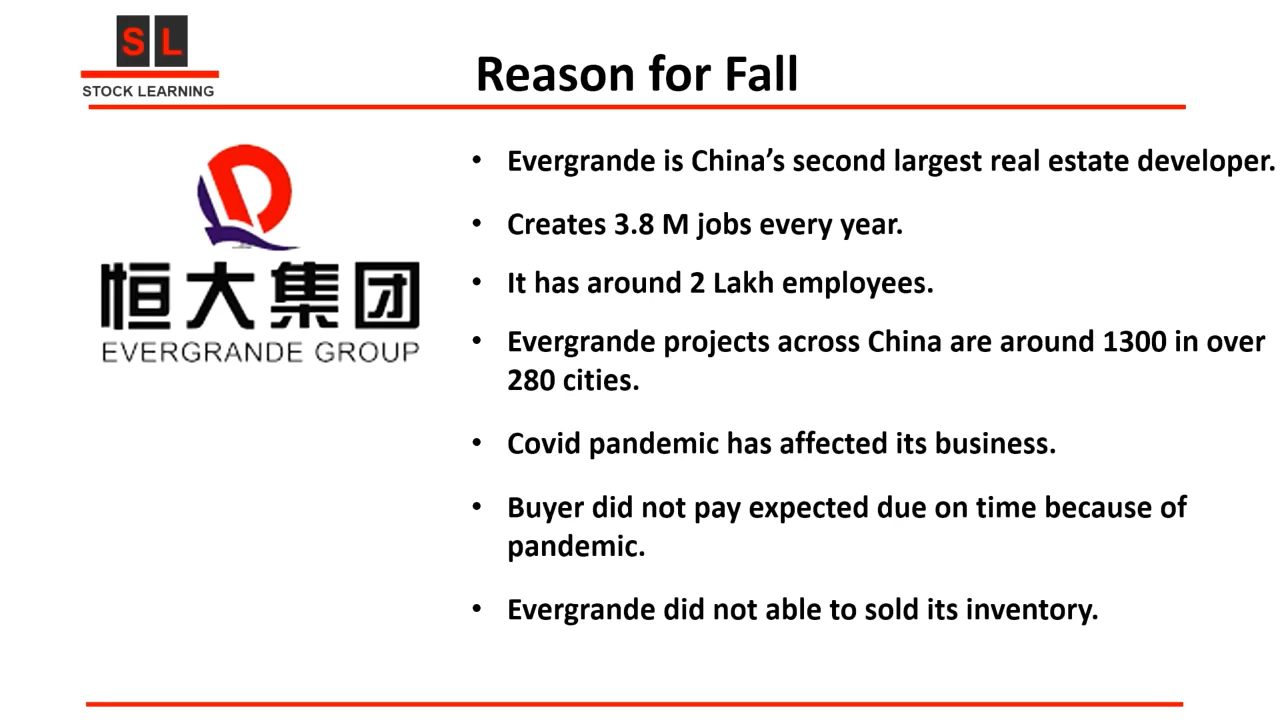 SL
STOCK LEARNING
Reason for Fall
恒大集团
EVERGRANDE GROUP
• Evergrande is China’s second largest real estate developer.
• Creates 3.8 M jobs every year.
• It has around 2 Lakh employees.
• Evergrande projects across China are around 1300 in over
280 cities.
• Covid pandemic has affected its business.
• Buyer did not pay expected due on time because of
pandemic.
• Evergrande did not able to sold its inventory.